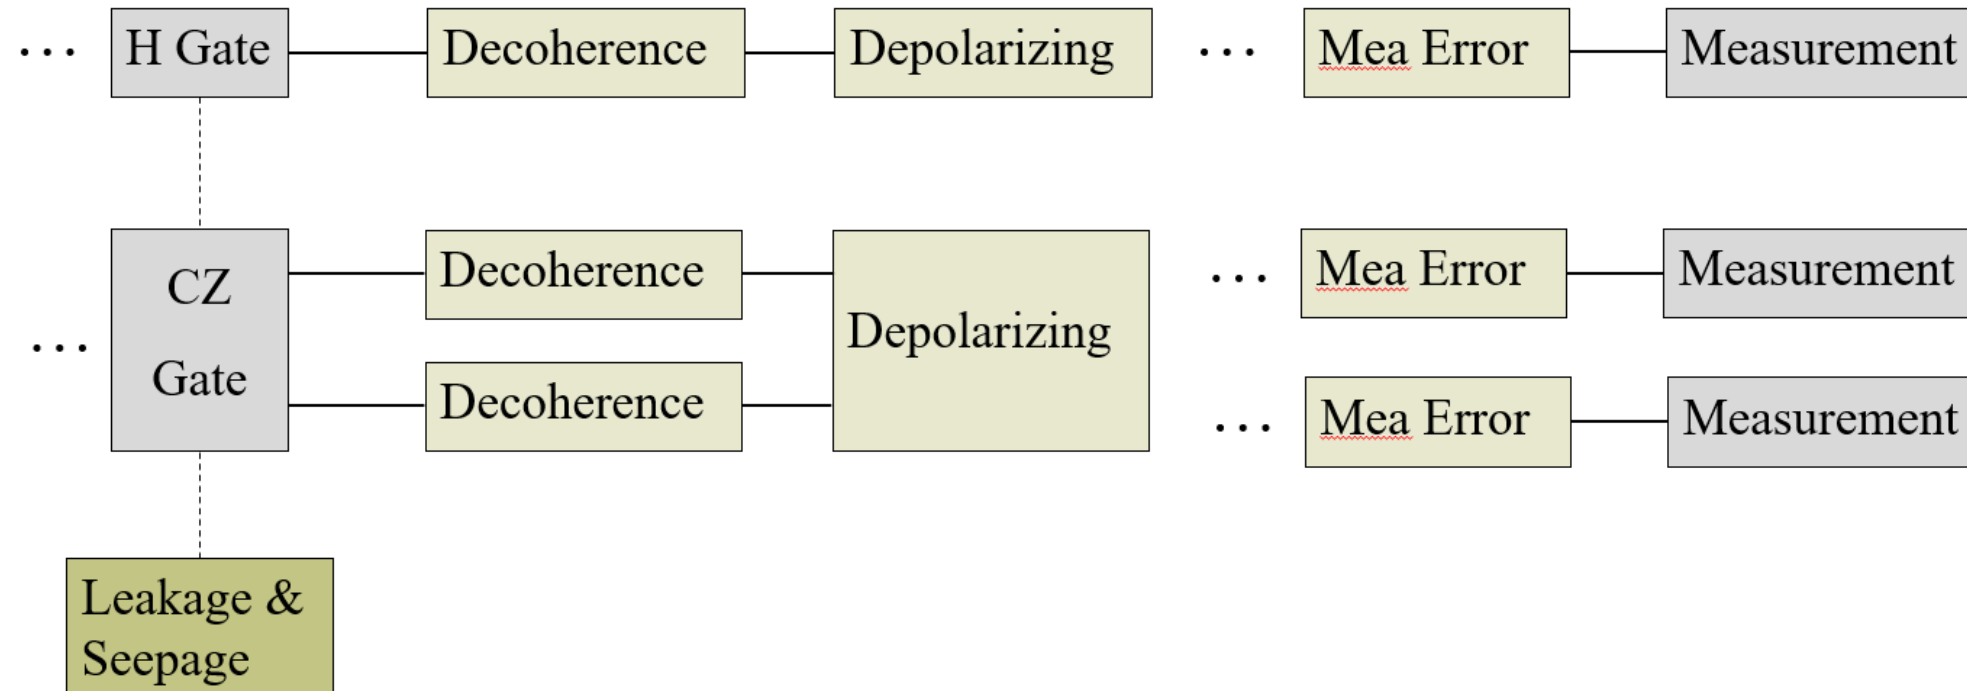 ... H Gate Decoherence Depolarizing ... Mea Error Measurement
CZ
Gate
Decoherence
Decoherence
Depolarizing
... Mea Error Measurement
... Mea Error Measurement
...
Leakage &
Seepage